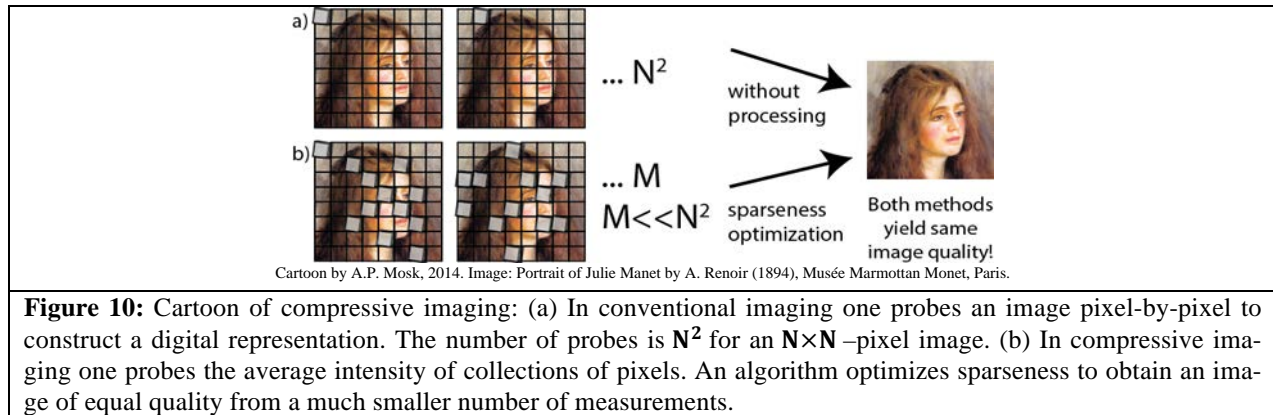 a)
... N²
without
processing
b)
... M
M<<N²
sparseness
optimization
Both methods
yield same
image quality!
Cartoon by A.P. Mosk, 2014. Image: Portrait of Julie Manet by A. Renoir (1894), Musée Marmottan Monet, Paris.
Figure 10: Cartoon of compressive imaging: (a) In conventional imaging one probes an image pixel-by-pixel to
construct a digital representation. The number of probes is N² for an N×N –pixel image. (b) In compressive ima-
ging one probes the average intensity of collections of pixels. An algorithm optimizes sparseness to obtain an ima-
ge of equal quality from a much smaller number of measurements.